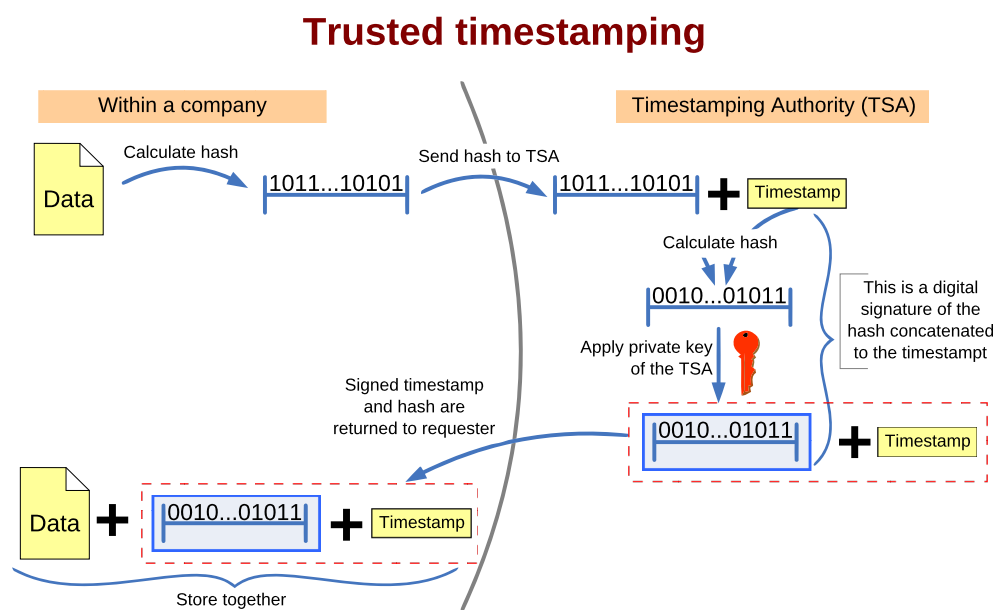 Trusted timestamping
Within a company
Timestamping Authority (TSA)
Data
Calculate hash
1011...10101
Send hash to TSA
1011...10101
Timestamp
Calculate hash
0010...01011
This is a digital
signature of the
hash concatenated
to the timestampt
Apply private key
of the TSA
0010...01011
Timestamp
Signed timestamp
and hash are
returned to requester
Data
0010...01011
Timestamp
Store together